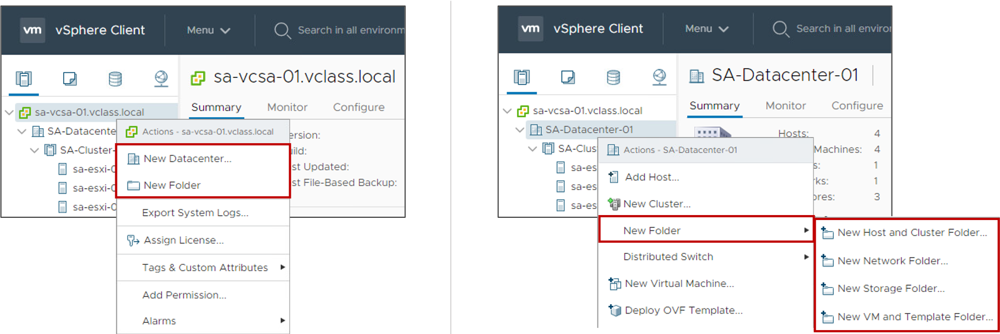 vm vSphere Client Menu Search in all environm
sa-vcsa-01.vclass.local
Summary Monitor Configure
sa-vcsa-01.vclass.local
SA-Datacente
SA-Cluster-
sa-esxi-0
sa-esxi-0
sa-esxi-0
ersion:
uild:
st Updated:
st File-Based Backup:
Actions - sa-vcsa-01.vclass.local
New Datacenter...
New Folder
Export System Logs...
Assign License...
Tags & Custom Attributes
Add Permission...
Alarms
vm vSphere Client Menu Search in all enviror
SA-Datacenter-01
Summary Monitor Configure
sa-vcsa-01.vclass.local
SA-Datacenter-01
SA-Clus
sa-es
sa-es
sa-es
Hosts: 4
Machines: 4
s: 1
rks: 1
ores: 3
Actions - SA-Datacenter-01
Add Host...
New Cluster...
New Folder
Distributed Switch
New Virtual Machine...
Deploy OVF Template...
New Host and Cluster Folder...
New Network Folder...
New Storage Folder...
New VM and Template Folder...